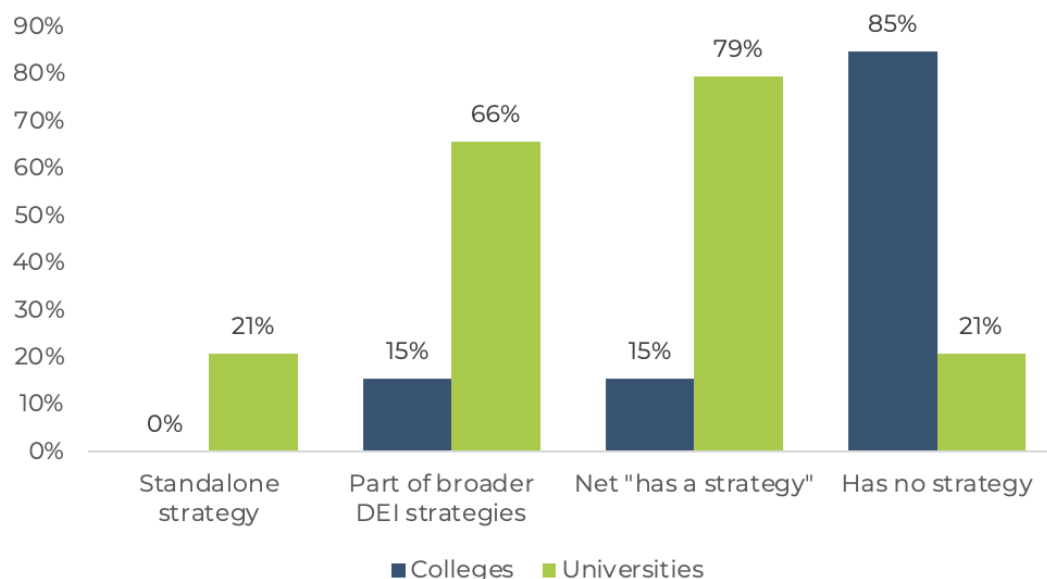 90%
80%
70%
60%
50%
40%
30%
20%
10%
0%
0%
21%
15%
66%
15%
79%
85%
21%
Standalone
strategy
Part of broader
DEI strategies
Net "has a strategy"
Has no strategy
Colleges
Universities